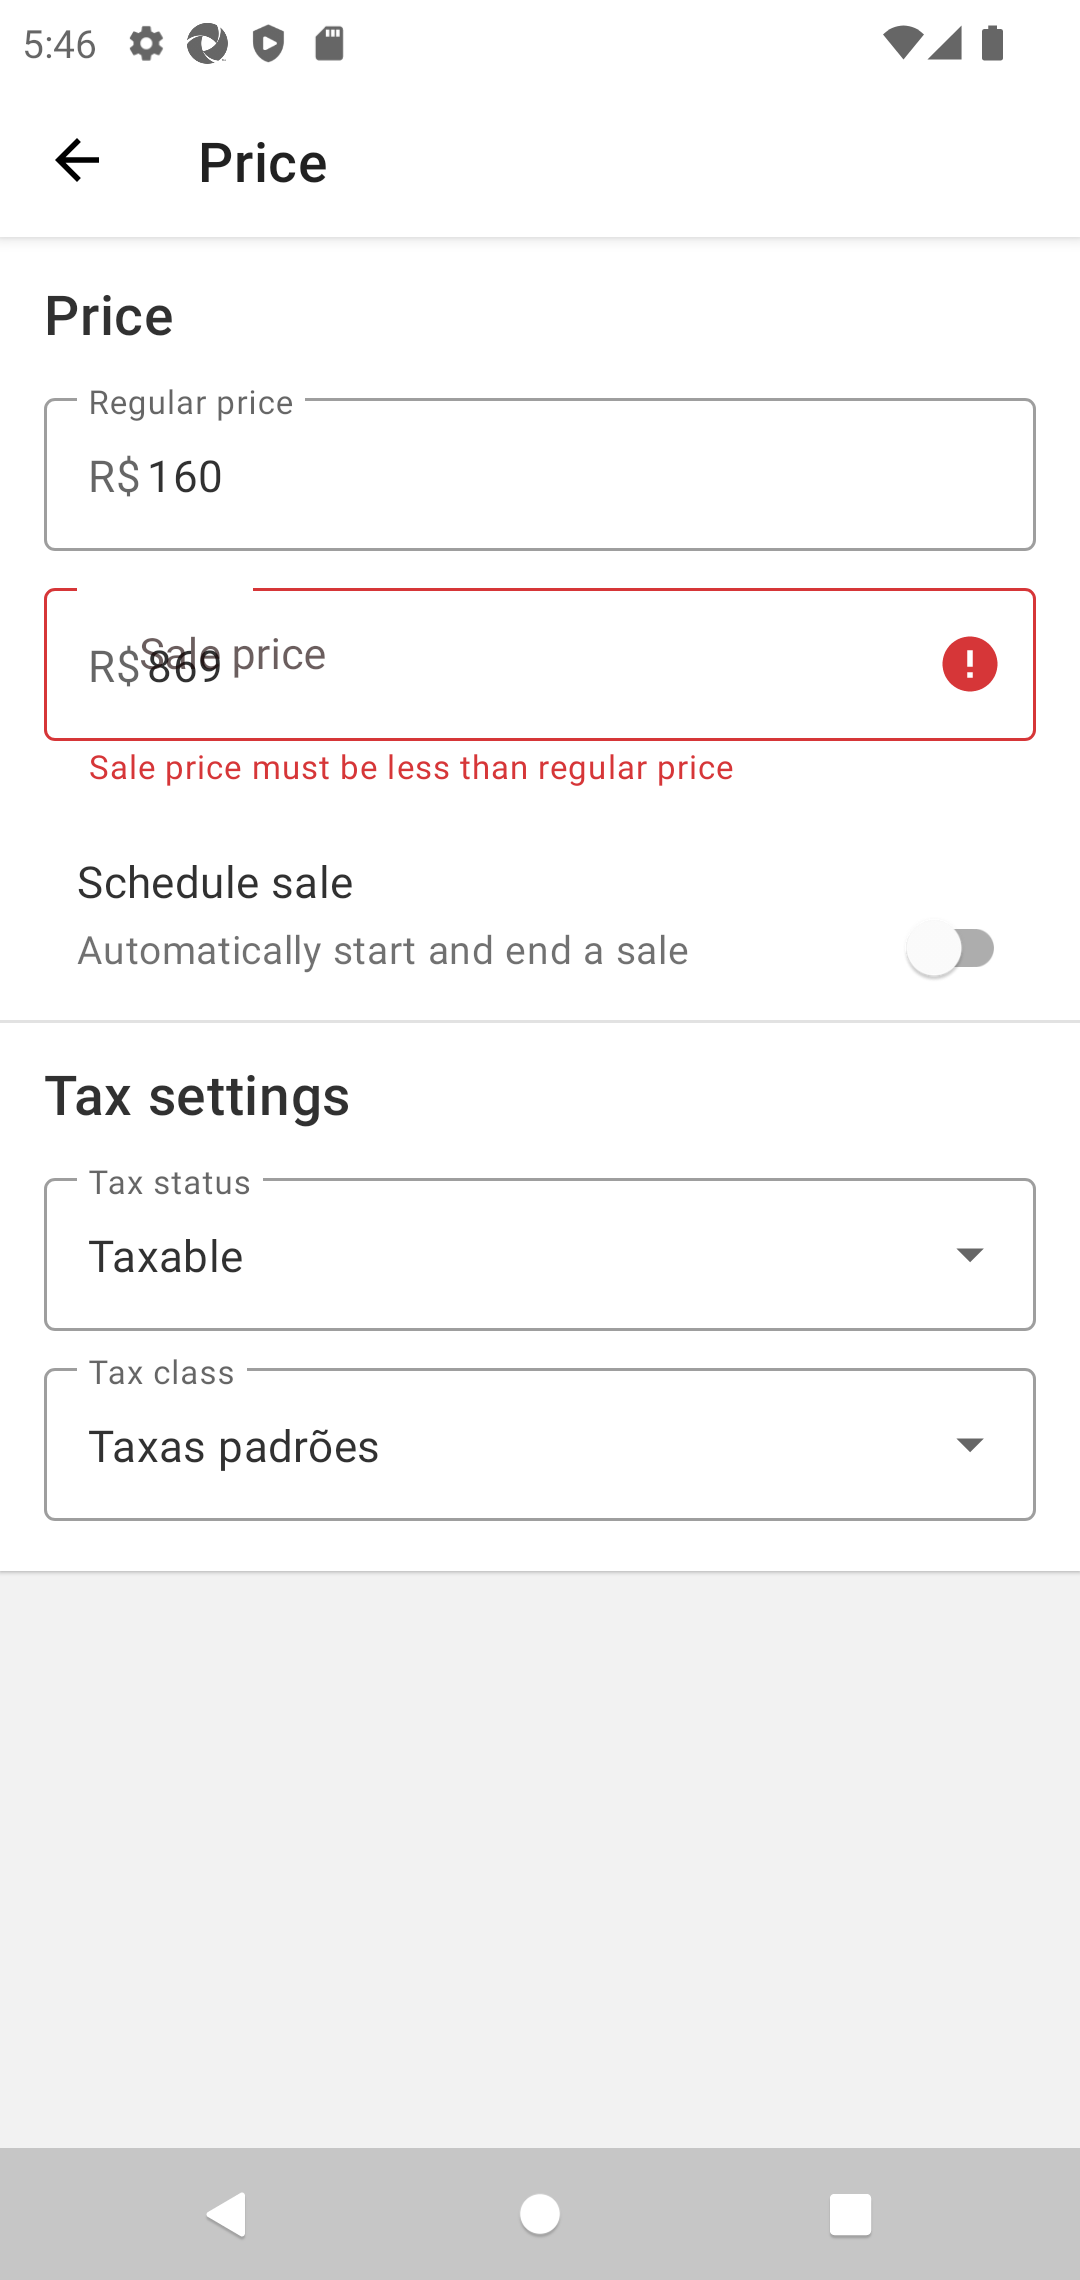 5:46
Price
Price
Regular price
R$ 160
Sale price
R$ 869
Sale price must be less than regular price
Schedule sale
Automatically start and end a sale
Tax settings
Tax status
Taxable
Tax class
Taxas padrões